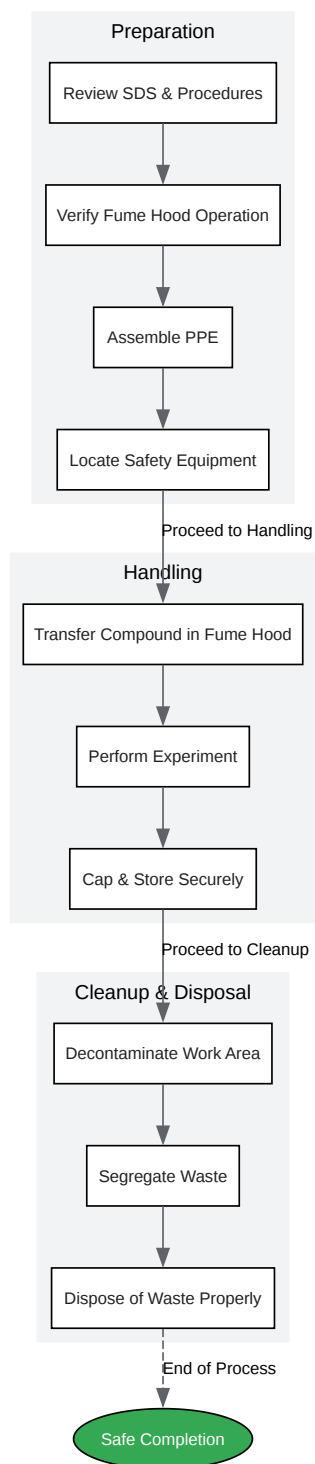 Preparation
Review SDS & Procedures
Verify Fume Hood Operation
Assemble PPE
Locate Safety Equipment
Proceed to Handling
Handling
Transfer Compound in Fume Hood
Perform Experiment
Cap & Store Securely
Proceed to Cleanup
Cleanup & Disposal
Decontaminate Work Area
Segregate Waste
Dispose of Waste Properly
End of Process
Safe Completion